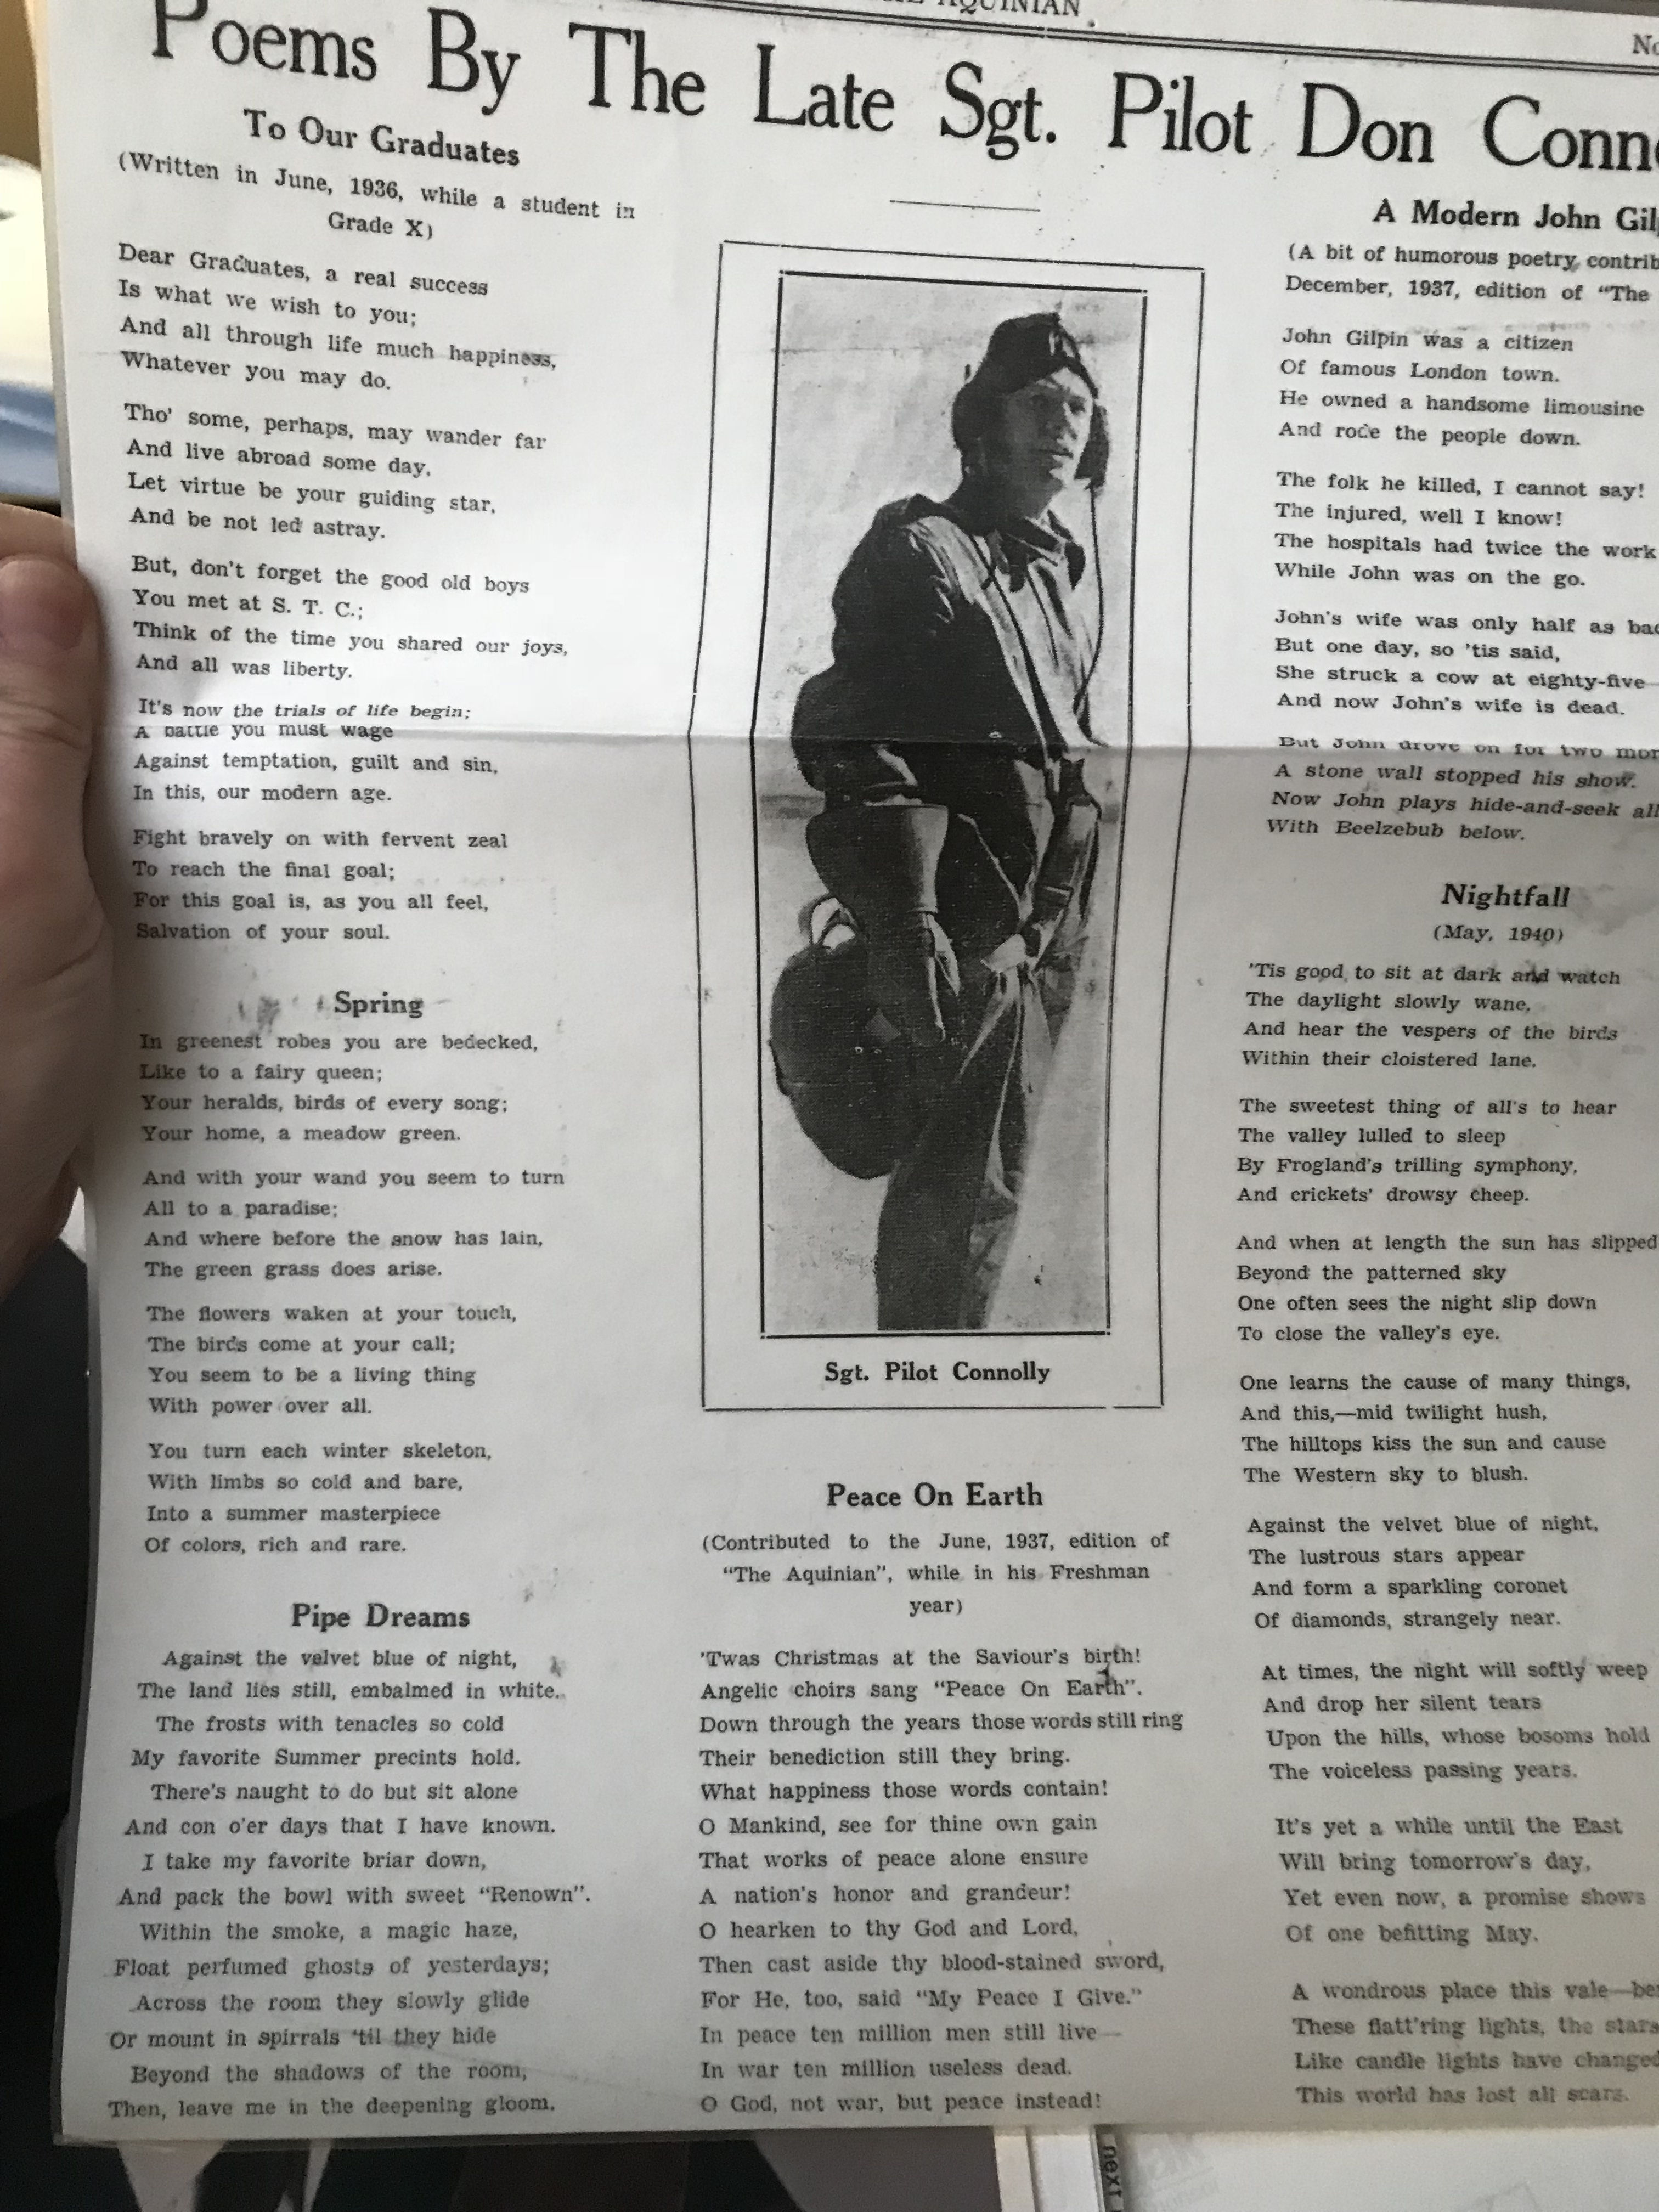 AQUINIAN
Poems By The Late Sgt. Pilot Don
To Our Graduates
(Written in June, 1936, while a student in
Grade X)
Dear Graduates, a real success
Is what we wish to you;
And all through life much happiness,
Whatever you may do.
Tho' some, perhaps, may wander far
And live abroad some day,
Let virtue be your guiding star,
And be not led astray.
But, don't forget the good old boys
You met at S. T. C.;
Think of the time you shared our joys,
And all was liberty.
It's now the trials of life begin;
A battle you must wage
Against temptation, guilt and sin,
In this, our modern age.
Fight bravely on with fervent zeal
To reach the final goal;
For this goal is, as you all feel,
Salvation of your soul.
Spring
In greenest robes you are bedecked,
Like to a fairy queen;
Your heralds, birds of every song;
Your home, a meadow green.
And with your wand you seem to turn
All to a paradise;
And where before the snow has lain,
The green grass does arise.
The flowers waken at your touch,
The birds come at your call;
You seem to be a living thing
With power over all.
You turn each winter skeleton,
With limbs so cold and bare,
Into a summer masterpiece
Of colors, rich and rare.
Pipe Dreams
Against the velvet blue of night,
The land lies still, embalmed in white.
The frosts with tenacles so cold
My favorite Summer precints hold.
There's naught to do but sit alone
And con o'er days that I have known.
I take my favorite briar down,
And pack the bowl with sweet "Renown".
Within the smoke, a magic haze,
Float perfumed ghosts of yesterdays;
Across the room they slowly glide
Or mount in spirrals 'til they hide
Beyond the shadows of the room,
Then, leave me in the deepening gloom.
Sgt. Pilot Connolly
Peace On Earth
(Contributed to the June, 1937, edition of
"The Aquinian", while in his Freshman
year)
'Twas Christmas at the Saviour's birth!
Angelic choirs sang "Peace On Earth".
Down through the years those words still ring
Their benediction still they bring.
What happiness those words contain!
O Mankind, see for thine own gain
That works of peace alone ensure
A nation's honor and grandeur!
O hearken to thy God and Lord,
Then cast aside thy blood-stained sword,
For He, too, said "My Peace I Give."
In peace ten million men still live—
In war ten million useless dead.
O God, not war, but peace instead!
A Modern John
(A bit of humorous poetry,
December, 1937, edition of "The
John Gilpin was a citizen
Of famous London town.
He owned a handsome limousine
And rode the people down.
The folk he killed, I cannot say!
The injured, well I know!
The hospitals had twice the work
While John was on the go.
John's wife was only half as
But one day, so 'tis said,
She struck a cow at eighty-five—
And now John's wife is dead.
But John drove on for two
A stone wall stopped his show.
Now John plays hide-and-seek all
With Beelzebub below.
Nightfall
(May, 1940)
'Tis good to sit at dark and watch
The daylight slowly wane,
And hear the vespers of the birds
Within their cloistered lane.
The sweetest thing of all's to hear
The valley lulled to sleep
By Frogland's trilling symphony,
And crickets' drowsy cheep.
And when at length the sun has slipped
Beyond the patterned sky
One often sees the night slip down
To close the valley's eye.
One learns the cause of many things,
And this,—mid twilight hush,
The hilltops kiss the sun and cause
The Western sky to blush.
Against the velvet blue of night,
The lustrous stars appear
And form a sparkling coronet
Of diamonds, strangely near.
At times, the night will softly weep
And drop her silent tears
Upon the hills, whose bosoms hold
The voiceless passing years.
It's yet a while until the East
Will bring tomorrow's day,
Yet even now, a promise shows
Of one befitting May.
A wondrous place this vale—
These flatt'ring lights, the stars
Like candle lights have changed
This world has lost all scars.
next